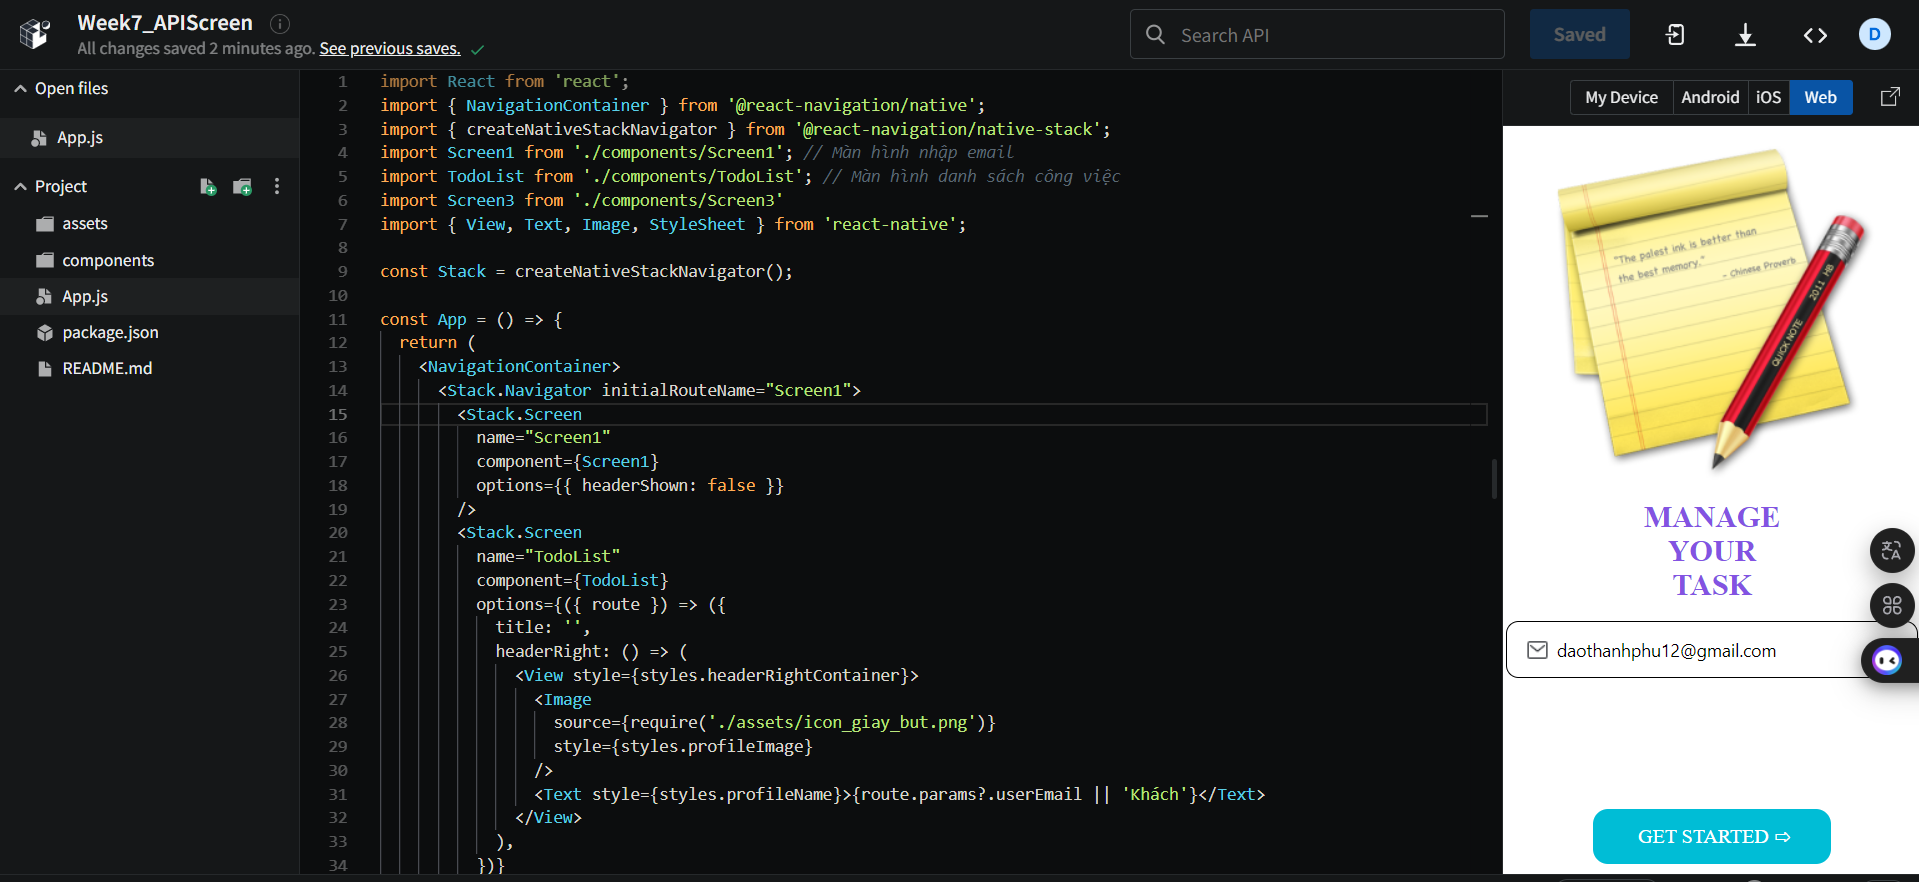 Week7_APIScreen
All changes saved 2 minutes ago. See previous saves.
Search API
Saved
D
Open files
App.js
Project
assets
components
App.js
package.json
README.md
1 import React from 'react';
2 import { NavigationContainer } from '@react-navigation/native';
3 import { createNativeStackNavigator } from '@react-navigation/native-stack';
4 import Screen1 from './components/Screen1'; // Màn hình nhập email
5 import TodoList from './components/TodoList'; // Màn hình danh sách công việc
6 import Screen3 from './components/Screen3'
7 import { View, Text, Image, StyleSheet } from 'react-native';
8
9 const Stack = createNativeStackNavigator();
10
11 const App = () => {
12 return (
13 <NavigationContainer>
14 <Stack.Navigator initialRouteName="Screen1">
15 <Stack.Screen
16 name="Screen1"
17 component={Screen1}
18 options={{ headerShown: false }}
19 />
20 <Stack.Screen
21 name="TodoList"
22 component={TodoList}
23 options={({ route }) => ({
24 title: '',
25 headerRight: () => (
26 <View style={styles.headerRightContainer}>
27 <Image
28 source={require('./assets/icon_giay_but.png')}
29 style={styles.profileImage}
30 />
31 <Text style={styles.profileName}>{route.params?.userEmail || 'Khách'}</Text>
32 </View>
33 ),
34 })}
My Device Android iOS Web
"The palest ink is better than
the best memory."
- Chinese Proverb
2011 HB
QUICK NOTE
MANAGE
YOUR
TASK
daothanhphu12@gmail.com
GET STARTED ⇨